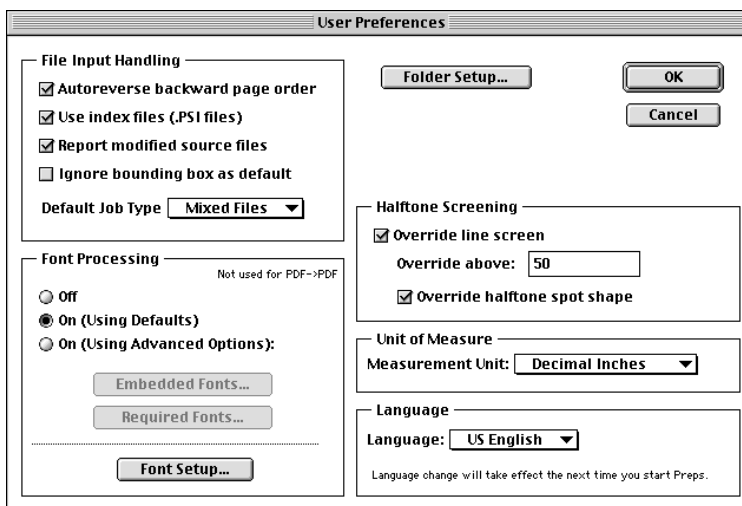 User Preferences
File Input Handling
Autoreverse backward page order
Use index files (.PSI files)
Report modified source files
Ignore bounding box as default
Default Job Type Mixed Files
Folder Setup...
OK
Cancel
Font Processing
Not used for PDF->PDF
Off
On (Using Defaults)
On (Using Advanced Options):
Embedded Fonts...
Required Fonts...
Font Setup...
Halftone Screening
Override line screen
Override above: 50
Override halftone spot shape
Unit of Measure
Measurement Unit: Decimal Inches
Language
Language: US English
Language change will take effect the next time you start Preps.